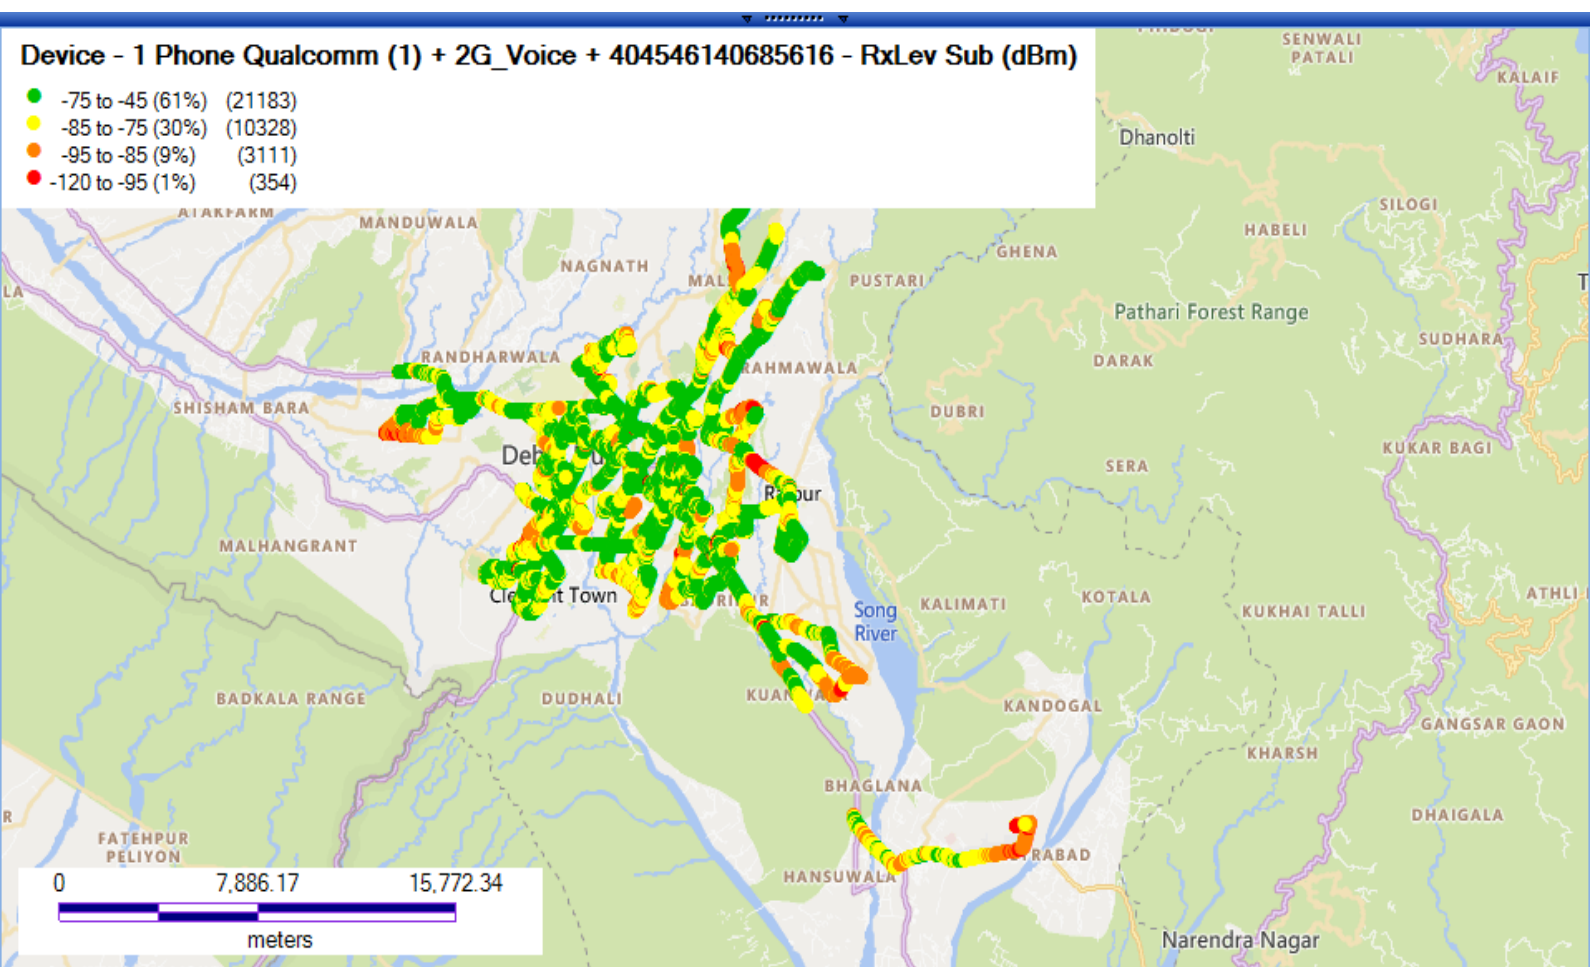 Device - 1 Phone Qualcomm (1) + 2G_Voice + 404546140685616 - RxLev Sub (dBm)
-75 to -45 (61%) (21183)
-85 to -75 (30%) (10328)
-95 to -85 (9%) (3111)
-120 to -95 (1%) (354)
SENWALI
PATALI
KALAIF
Dhanolti
SILOGI
ATAKFARM
MANDUWALA
HABELI
GHENA
NAGNATH
PUSTARI
LA
Pathari Forest Range
SUDHARA
RANDHARWALA
DARAK
RAHMAWALA
SHISHAM BARA
DUBRI
KUKAR BAGI
SERA
MALHANGRANT
Song
River
KALIMATI
KOTALA
KUKHAI TALLI
ATHLI
Town
BADKALA RANGE
DUDHALI
KANDOGAL
GANGSAR GAON
KHARSH
BHAGLANA
DHAIGALA
R
FATEHPUR
PELIYON
HANSUWALA
RABAD
0 7,886.17 15,772.34
meters
Narendra Nagar